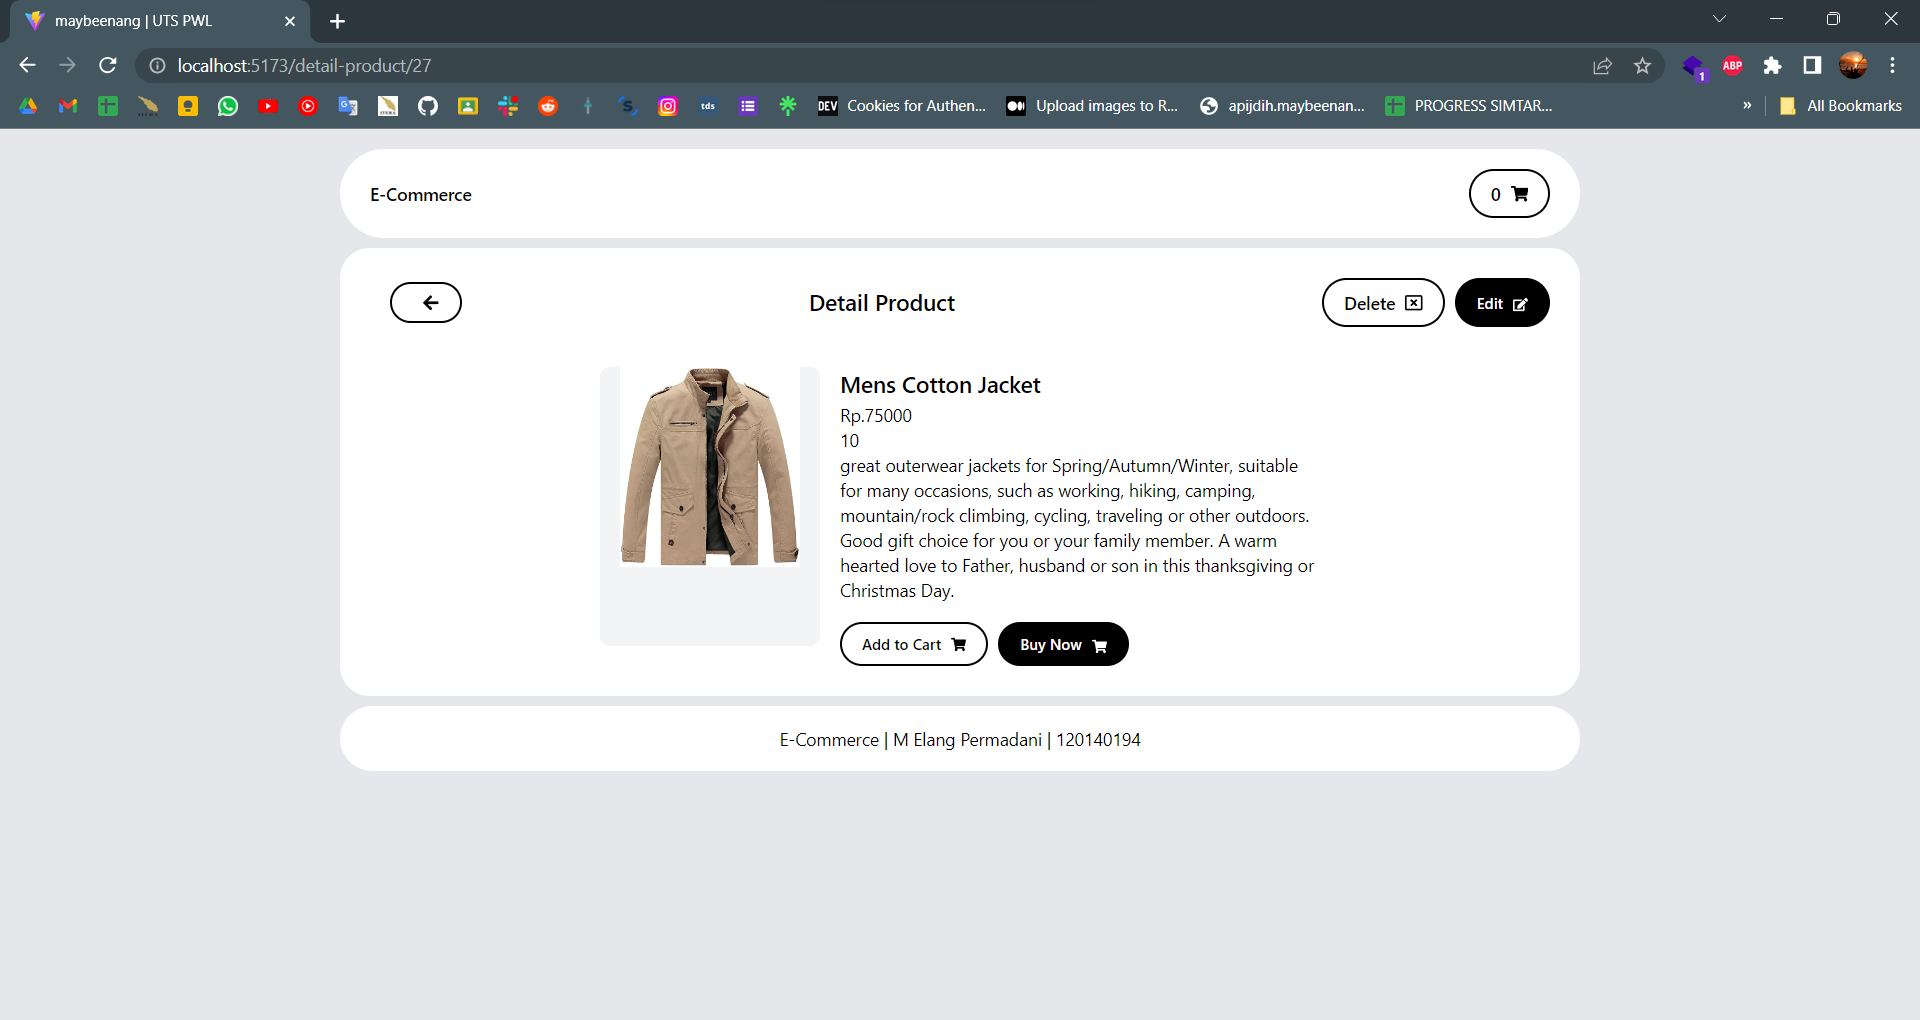 maybeenang | UTS PWL
localhost:5173/detail-product/27
ABP
1
tds
DEV Cookies for Authen...
Upload images to R...
apijdih.maybeenan...
PROGRESS SIMTAR...
»
All Bookmarks
E-Commerce
0
Detail Product
Delete
Edit
Mens Cotton Jacket
Rp.75000
10
great outerwear jackets for Spring/Autumn/Winter, suitable
for many occasions, such as working, hiking, camping,
mountain/rock climbing, cycling, traveling or other outdoors.
Good gift choice for you or your family member. A warm
hearted love to Father, husband or son in this thanksgiving or
Christmas Day.
Add to Cart
Buy Now
E-Commerce | M Elang Permadani | 120140194